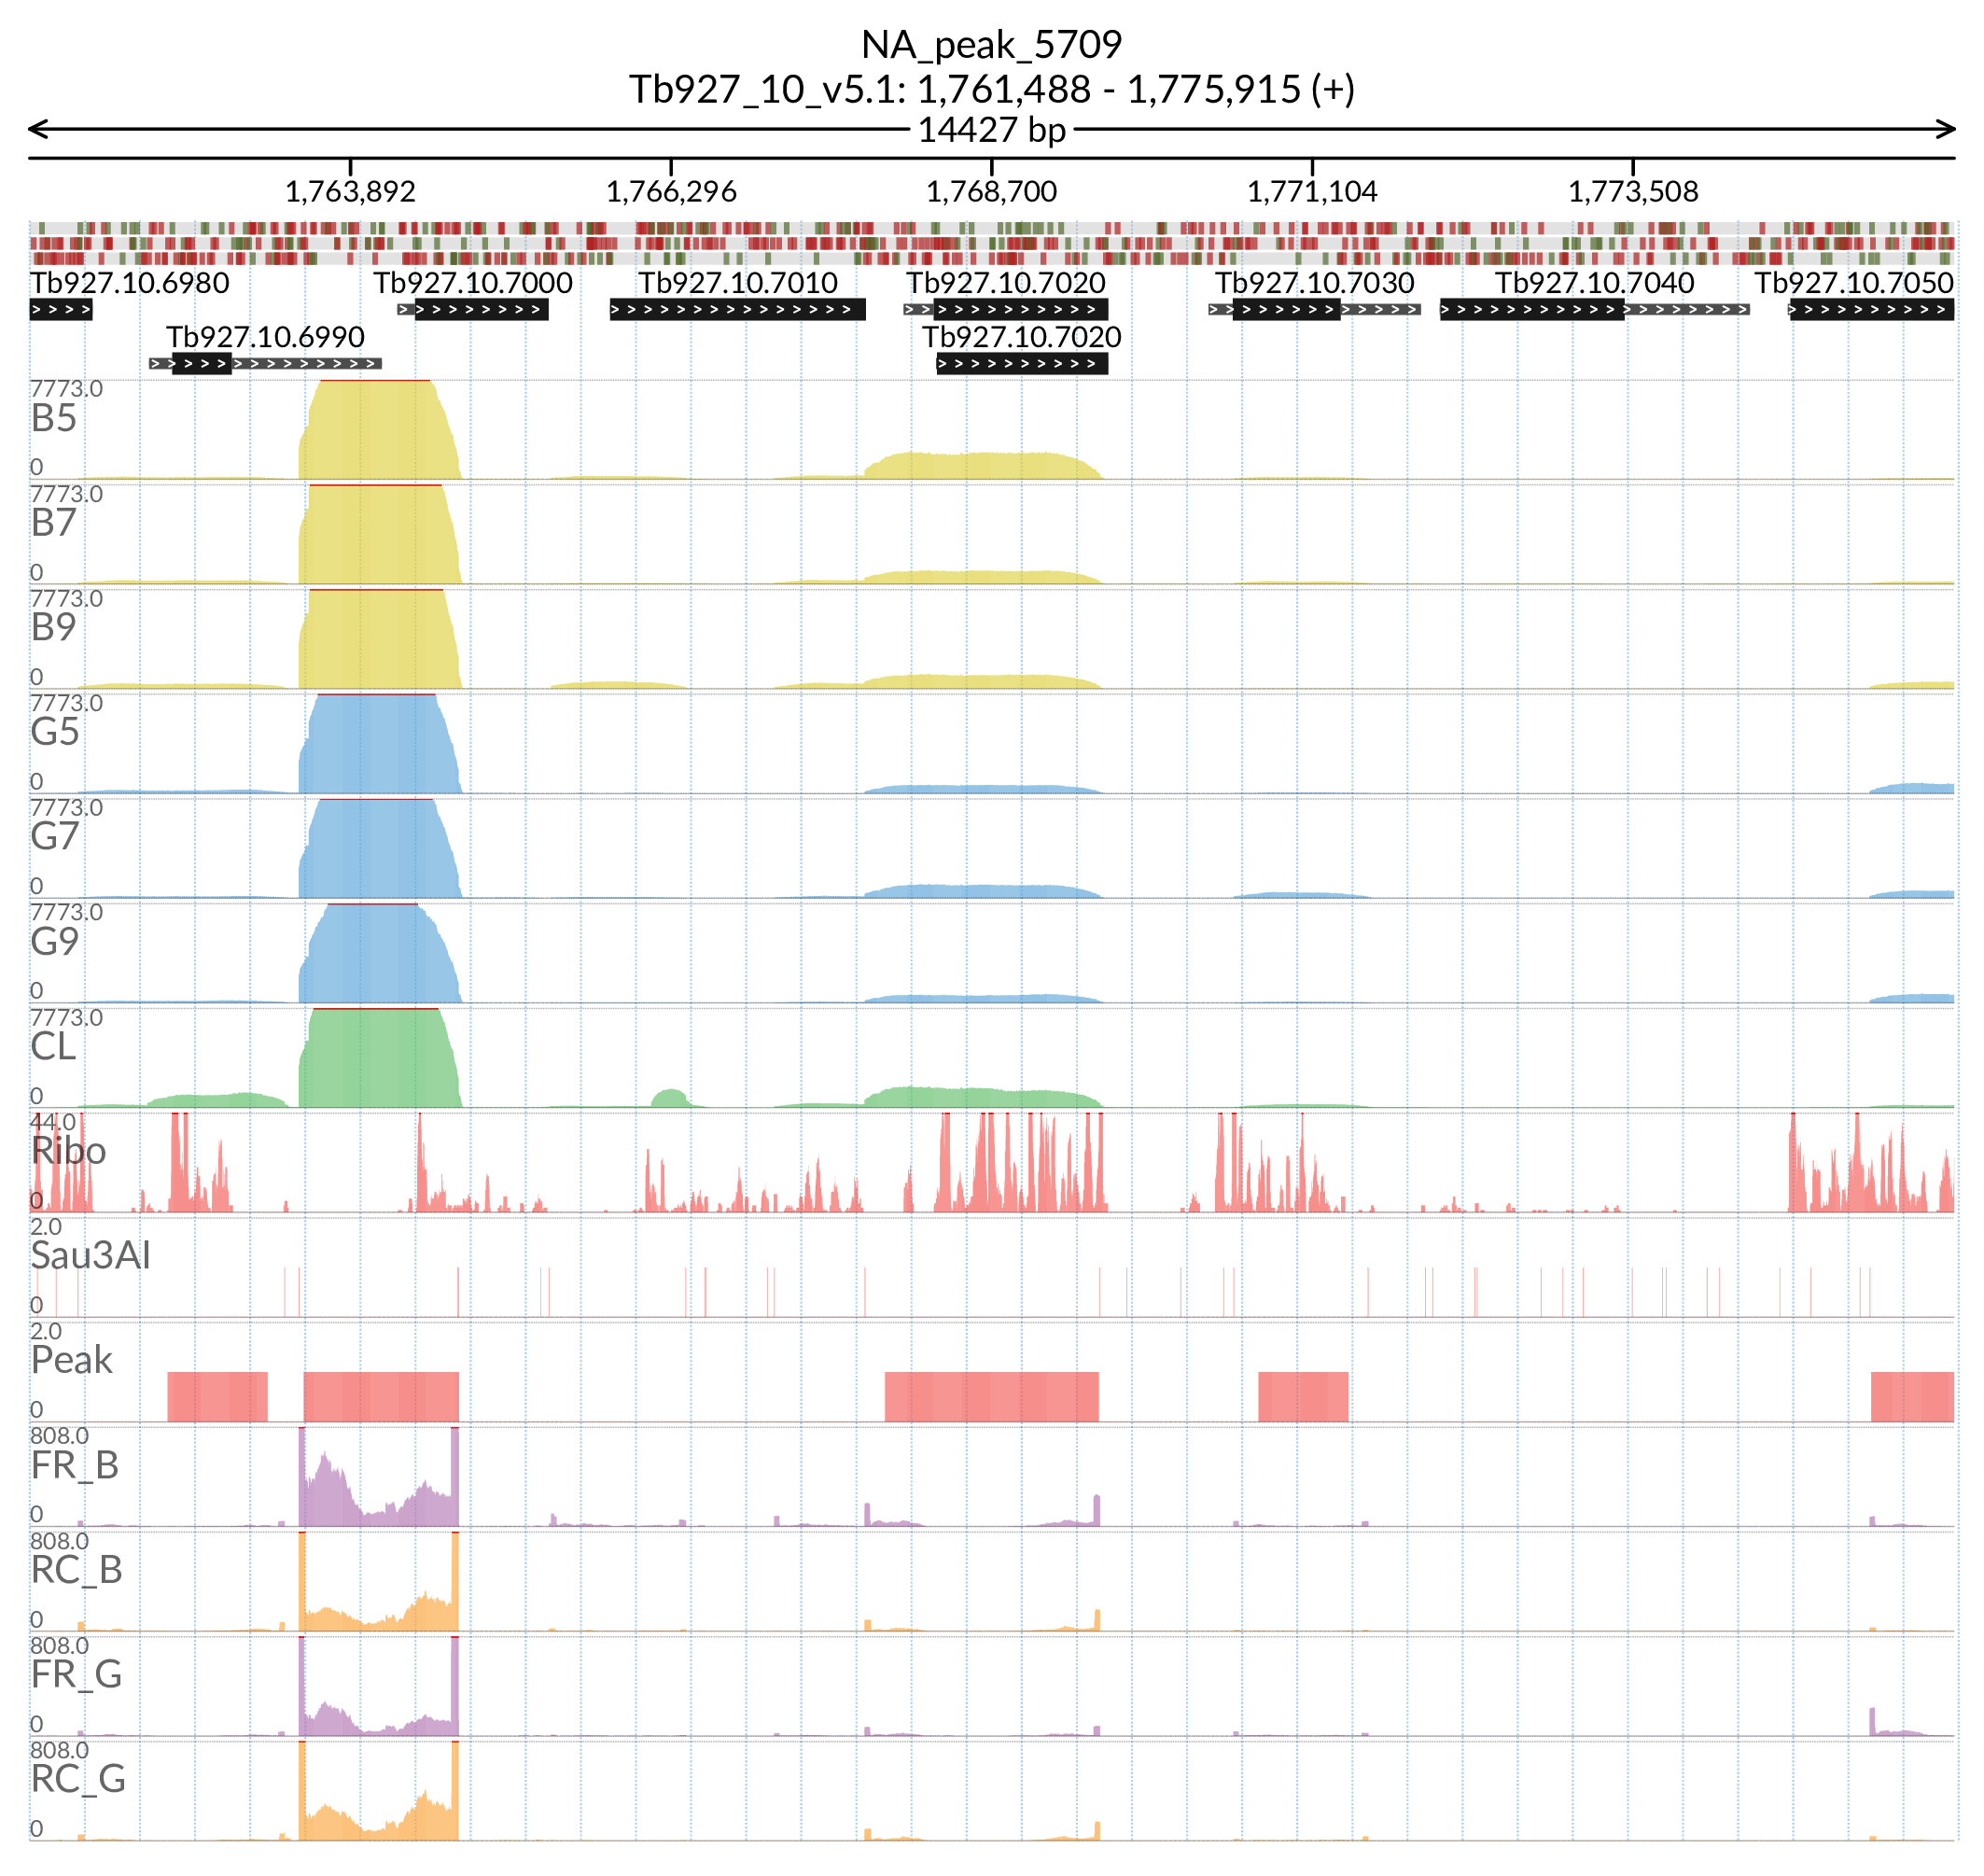 NA_peak_5709
Tb927_10_v5.1: 1,761,488 - 1,775,915 (+)
14427 bp
1,763,892 1,766,296 1,768,700 1,771,104 1,773,508
Tb927.10.6980 Tb927.10.7000 Tb927.10.7010 Tb927.10.7020 Tb927.10.7030 Tb927.10.7040 Tb927.10.7050
Tb927.10.6990 Tb927.10.7020
7773.0
B5
0
7773.0
B7
0
7773.0
B9
0
7773.0
G5
0
7773.0
G7
0
7773.0
G9
0
7773.0
CL
0
44.0
Ribo
0
2.0
Sau3AI
0
2.0
Peak
0
808.0
FR_B
0
808.0
RC_B
0
808.0
FR_G
0
808.0
RC_G
0